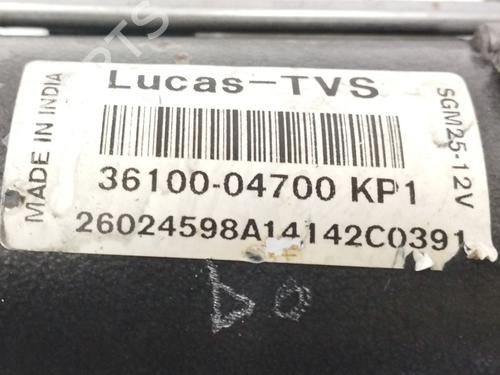 Lucas-TVS
MADE IN INDIA
36100-04700 KP1
26024598A14142C0391
SGM25-12V